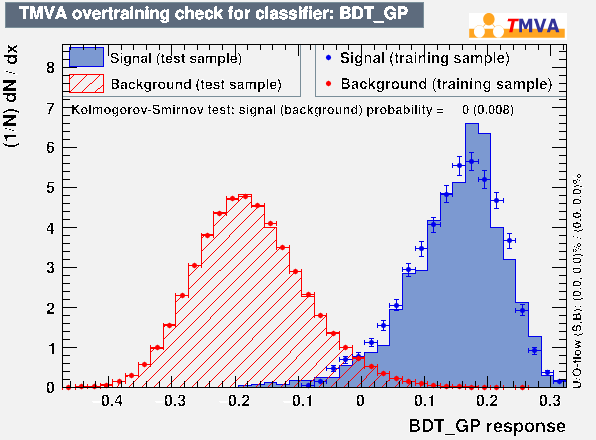 TMVA overtraining check for classifier: BDT_GP
TMVA
Signal (test sample)
Signal (training sample)
Background (test sample)
Background (training sample)
Kolmogorov-Smirnov test: signal (background) probability = 0 (0.008)
(1/N) dN / dx
8
7
6
5
4
3
2
1
0
-0.4 -0.3 -0.2 -0.1 0 0.1 0.2 0.3
BDT_GP response
U/O-flow (S,B): (0.0, 0.0)% / (0.0, 0.0)%